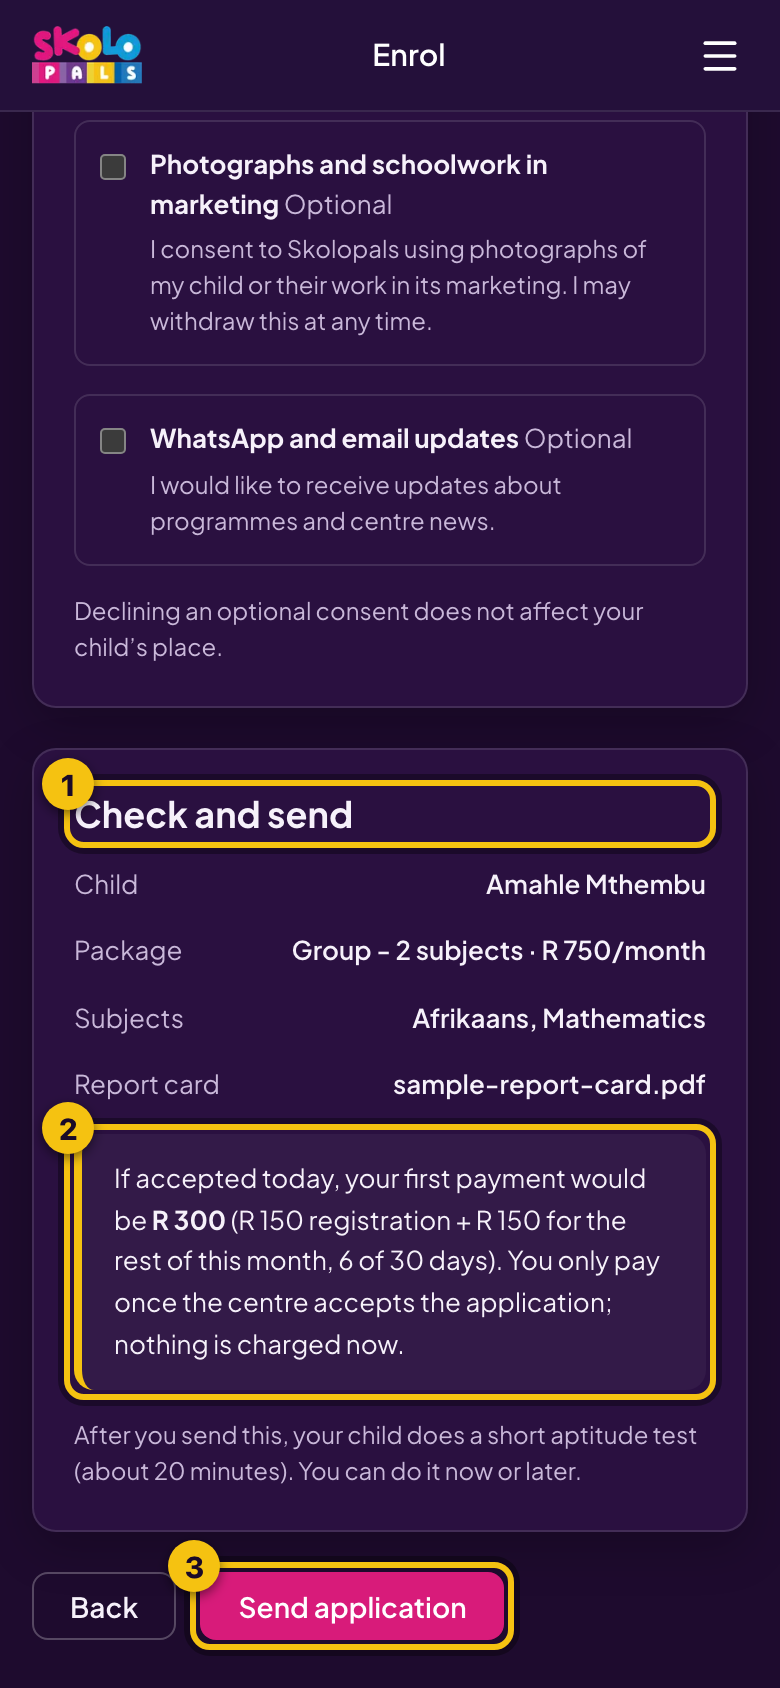 SKOLO
PALS
Enrol
Photographs and schoolwork in
marketing Optional
I consent to Skolopals using photographs of
my child or their work in its marketing. I may
withdraw this at any time.
WhatsApp and email updates Optional
I would like to receive updates about
programmes and centre news.
Declining an optional consent does not affect your
child’s place.
1
Check and send
Child Amahle Mthembu
Package Group – 2 subjects · R 750/month
Subjects Afrikaans, Mathematics
Report card sample-report-card.pdf
2
If accepted today, your first payment would
be R 300 (R 150 registration + R 150 for the
rest of this month, 6 of 30 days). You only pay
once the centre accepts the application;
nothing is charged now.
After you send this, your child does a short aptitude test
(about 20 minutes). You can do it now or later.
3
Back Send application